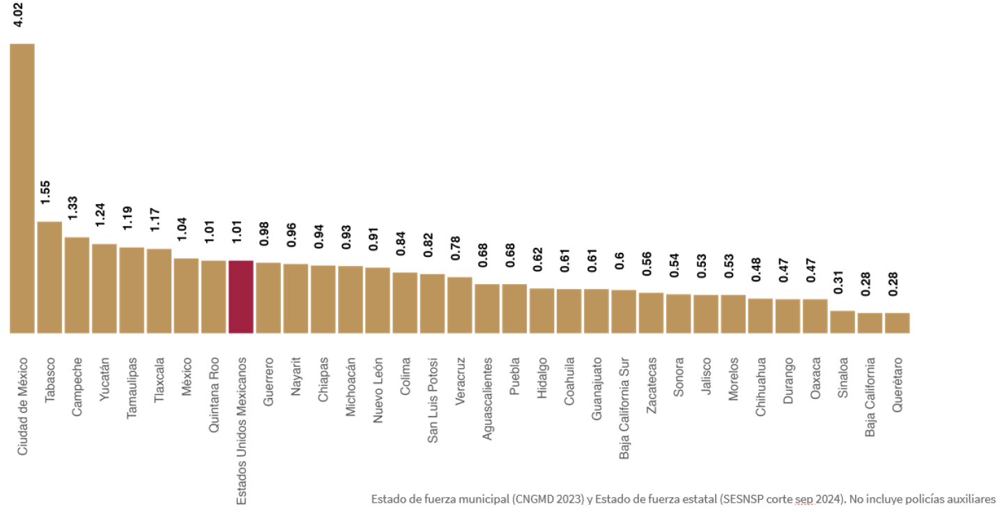 4.02
1.55
1.33
1.24
1.19
1.17
1.04
1.01
1.01
0.98
0.96
0.94
0.93
0.91
0.84
0.82
0.78
0.68
0.68
0.62
0.61
0.61
0.6
0.56
0.54
0.53
0.53
0.48
0.47
0.47
0.31
0.28
0.28
Ciudad de México
Tabasco
Campeche
Yucatán
Tamaulipas
Tlaxcala
México
Quintana Roo
Estados Unidos Mexicanos
Guerrero
Nayarit
Chiapas
Michoacán
Nuevo León
Colima
San Luis Potosí
Veracruz
Aguascalientes
Puebla
Hidalgo
Coahuila
Guanajuato
Baja California Sur
Zacatecas
Sonora
Jalisco
Morelos
Chihuahua
Durango
Oaxaca
Sinaloa
Baja California
Querétaro
Estado de fuerza municipal (CNGMD 2023) y Estado de fuerza estatal (SESNSP corte sep 2024). No incluye policías auxiliares